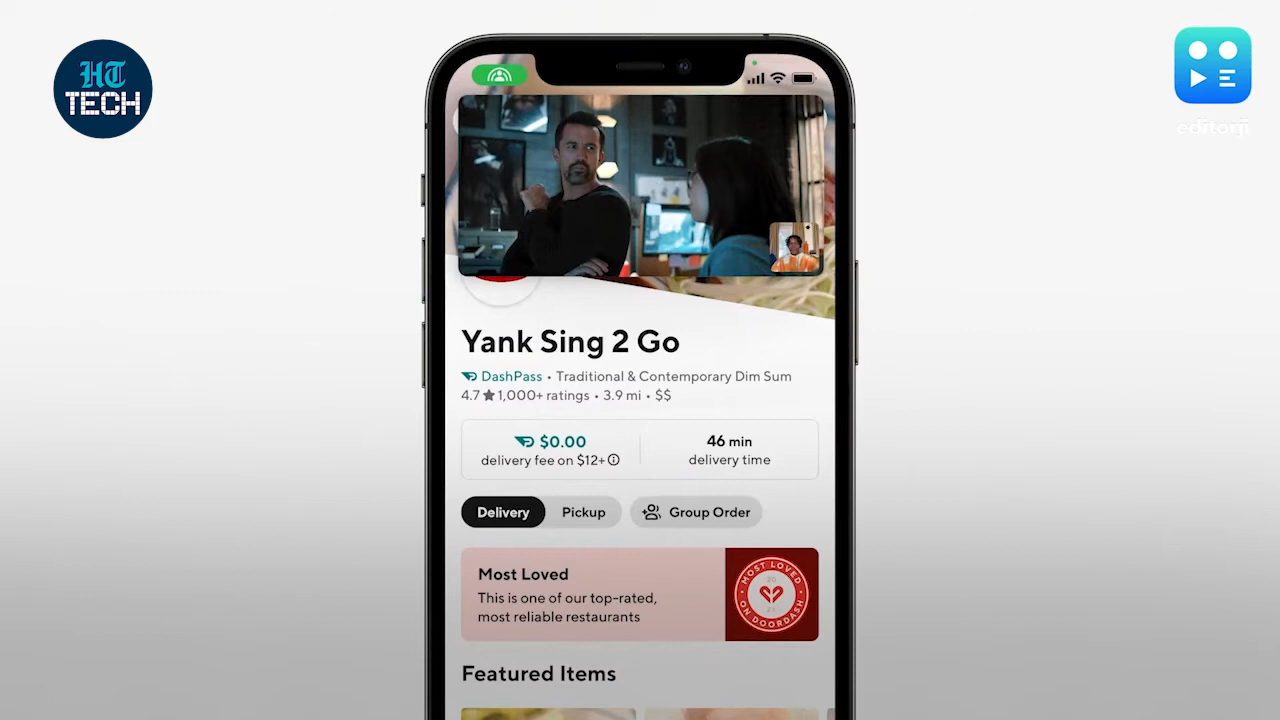 HT
TECH
editorji
Yank Sing 2 Go
DashPass • Traditional & Contemporary Dim Sum
4.7 ★ 1,000+ ratings • 3.9 mi • $$
$0.00
delivery fee on $12+
46 min
delivery time
Delivery
Pickup
Group Order
Most Loved
This is one of our top-rated,
most reliable restaurants
MOST LOVED
20
21
ON DOORDASH
Featured Items